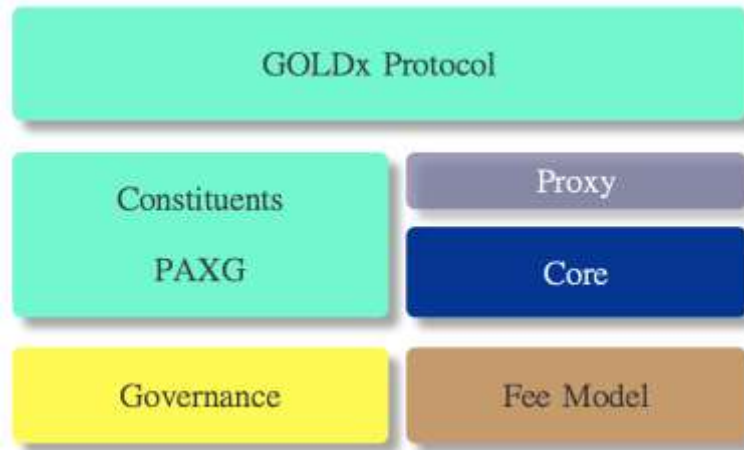 GOLDx Protocol
Constituents
PAXG
Proxy
Core
Governance
Fee Model